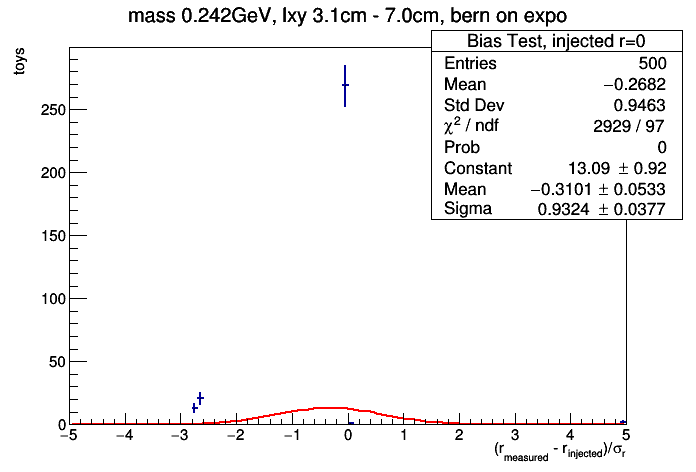 mass 0.242GeV, lxy 3.1cm - 7.0cm, bern on expo
toys
Bias Test, injected r=0
Entries 500
Mean −0.2682
Std Dev 0.9463
χ² / ndf 2929 / 97
Prob 0
Constant 13.09 ± 0.92
Mean −0.3101 ± 0.0533
Sigma 0.9324 ± 0.0377
250
200
150
100
50
0
−5 −4 −3 −2 −1 0 1 2 3 4 5
(r_measured - r_injected)/σ_r